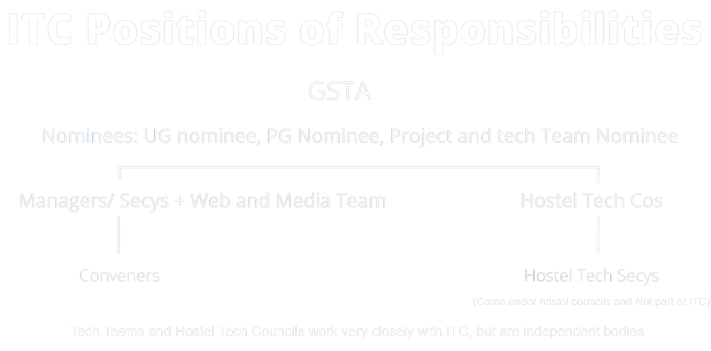 ITC Positions of Responsibilities
GSTA
Nominees: UG nominee, PG Nominee, Project and tech Team Nominee
Managers/ Secys + Web and Media Team
Hostel Tech Cos
Conveners
Hostel Tech Secys
(Come under hostel councils and Not part of ITC)
Tech Teams and Hostel Tech Councils work very closely with ITC, but are independent bodies